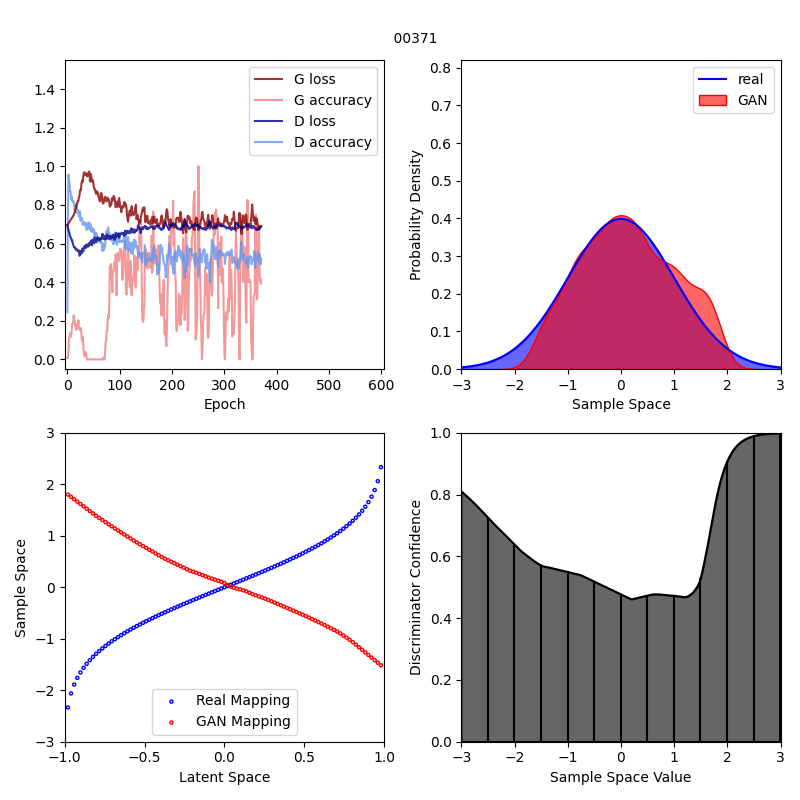 00371
G loss
G accuracy
D loss
D accuracy
1.4
1.2
1.0
0.8
0.6
0.4
0.2
0.0
0 100 200 300 400 500 600
Epoch
real
GAN
Probability Density
0.8
0.7
0.6
0.5
0.4
0.3
0.2
0.1
0.0
−3 −2 −1 0 1 2 3
Sample Space
Sample Space
3
2
1
0
−1
−2
−3
Real Mapping
GAN Mapping
−1.0 −0.5 0.0 0.5 1.0
Latent Space
Discriminator Confidence
1.0
0.8
0.6
0.4
0.2
0.0
−3 −2 −1 0 1 2 3
Sample Space Value